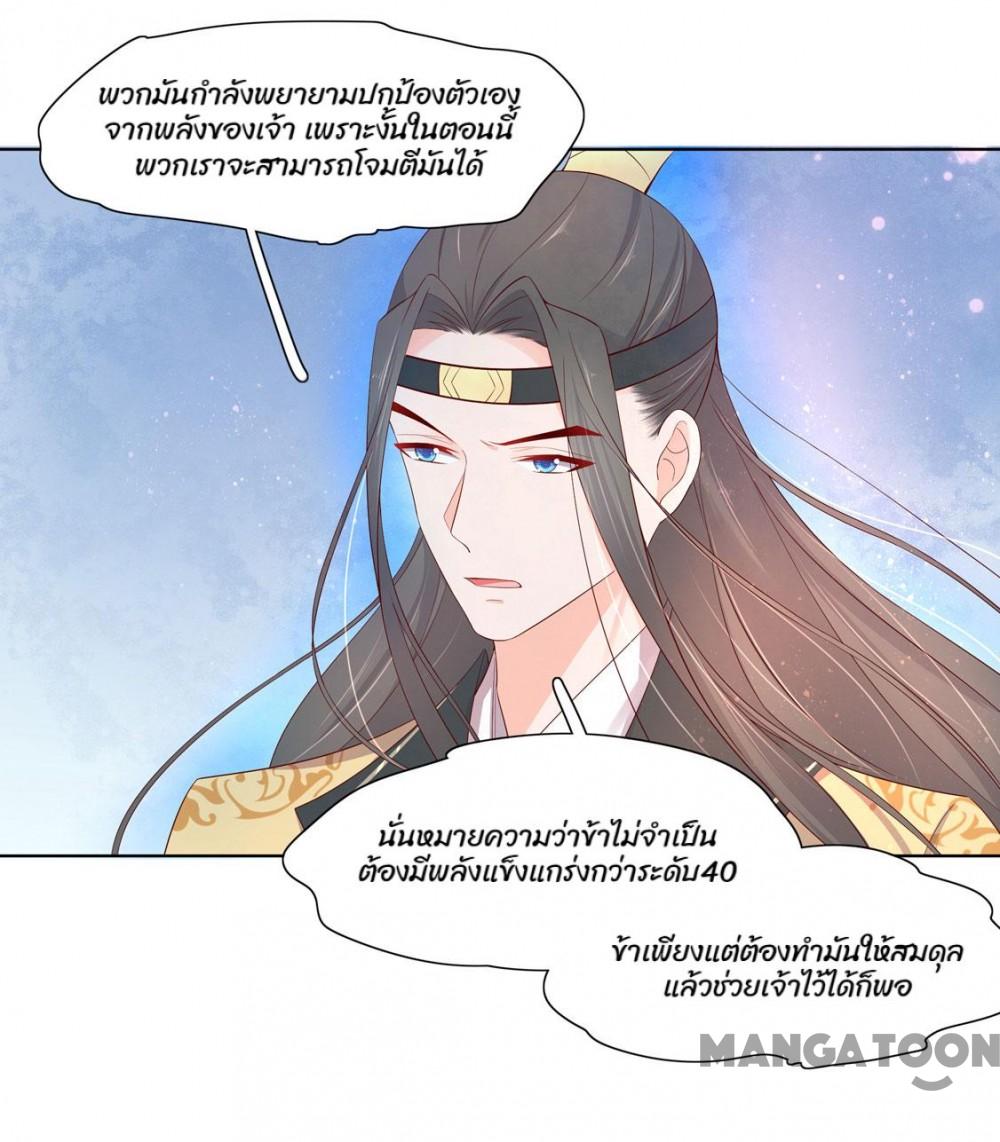 พวกมันกำลังพยายามปกป้องตัวเอง
จากพลังของเจ้า เพราะงั้นในตอนนี้
พวกเราจะสามารถโจมตีมันได้
นั่นหมายความว่าข้าไม่จำเป็น
ต้องมีพลังแข็งแกร่งกว่าระดับ40
ข้าเพียงแต่ต้องทำมันให้สมดุล
แล้วช่วยเจ้าไว้ได้ก็พอ
MANGATOON